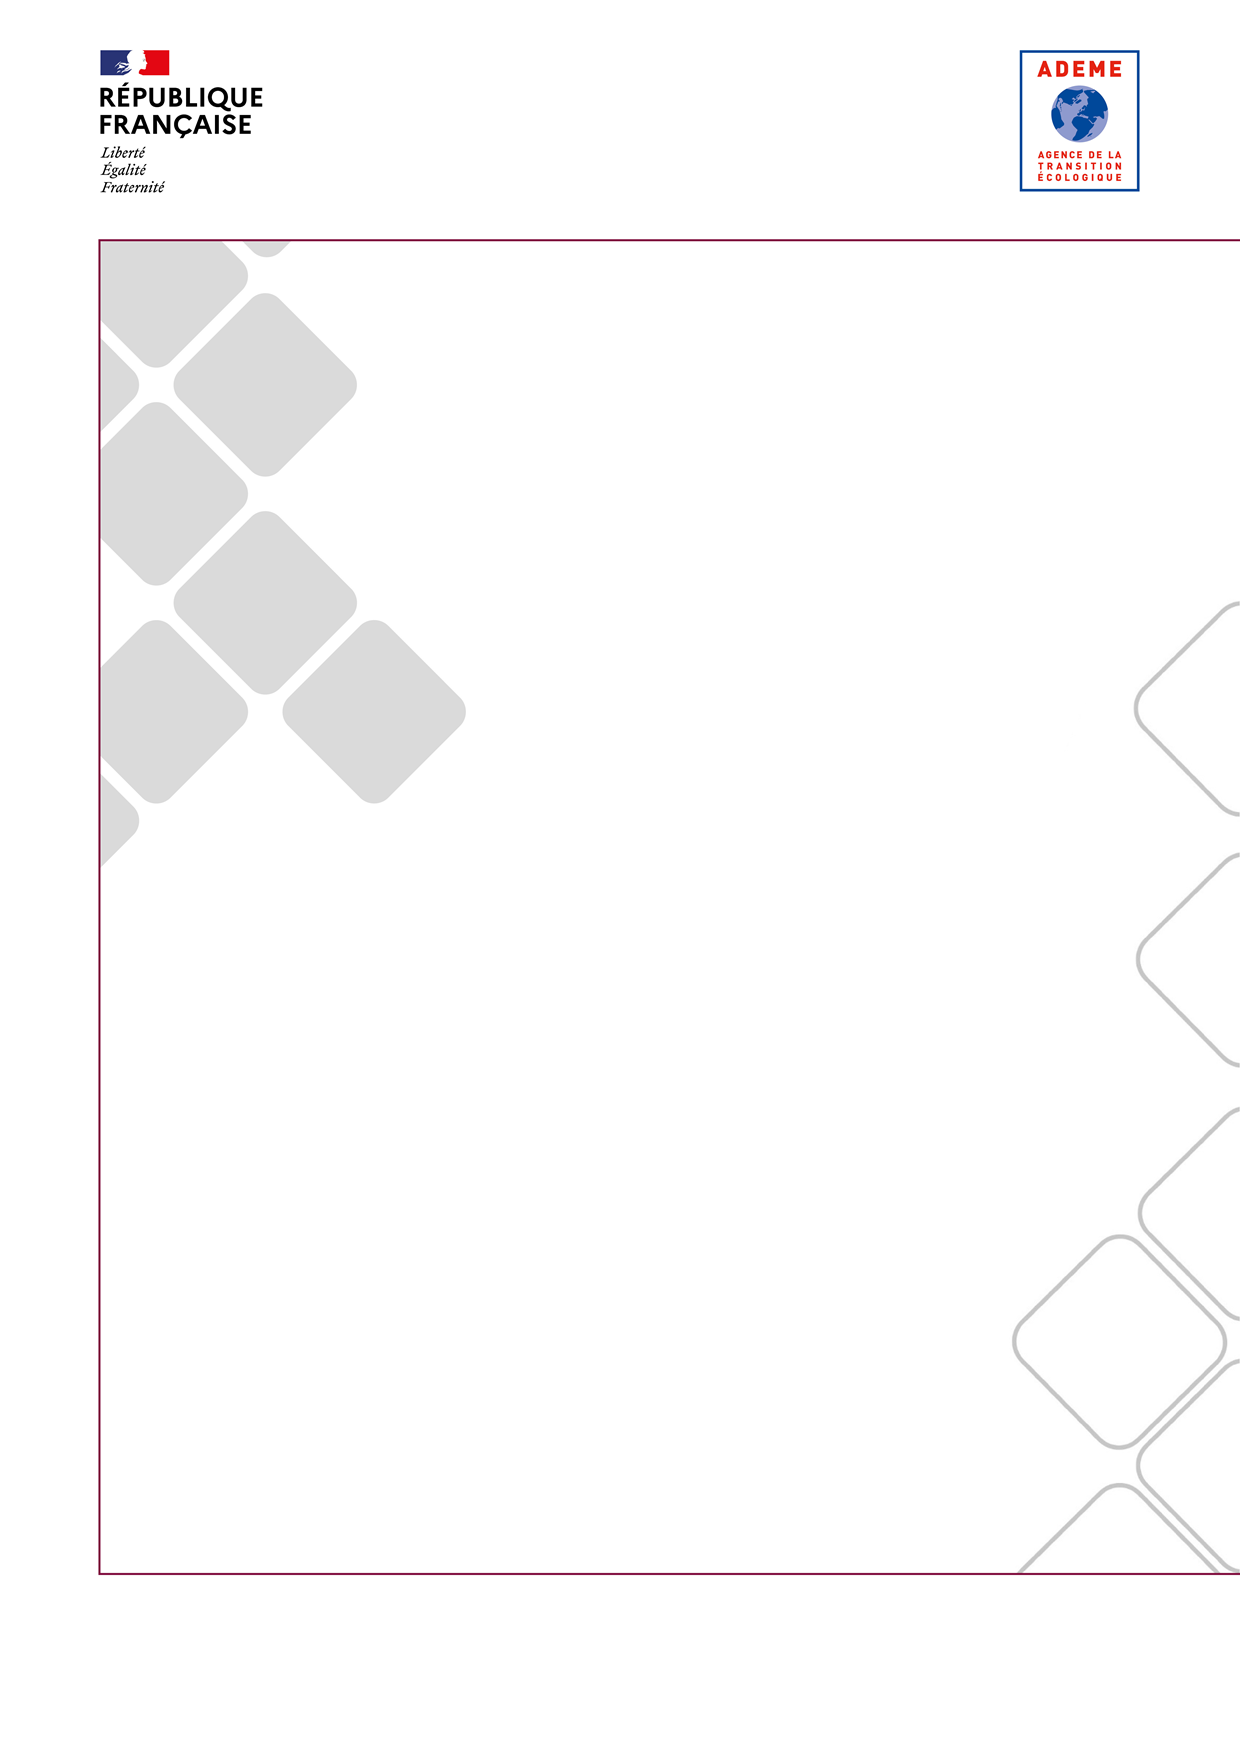 RÉPUBLIQUE
FRANÇAISE
Liberté
Égalité
Fraternité
ADEME
AGENCE DE LA
TRANSITION
ÉCOLOGIQUE